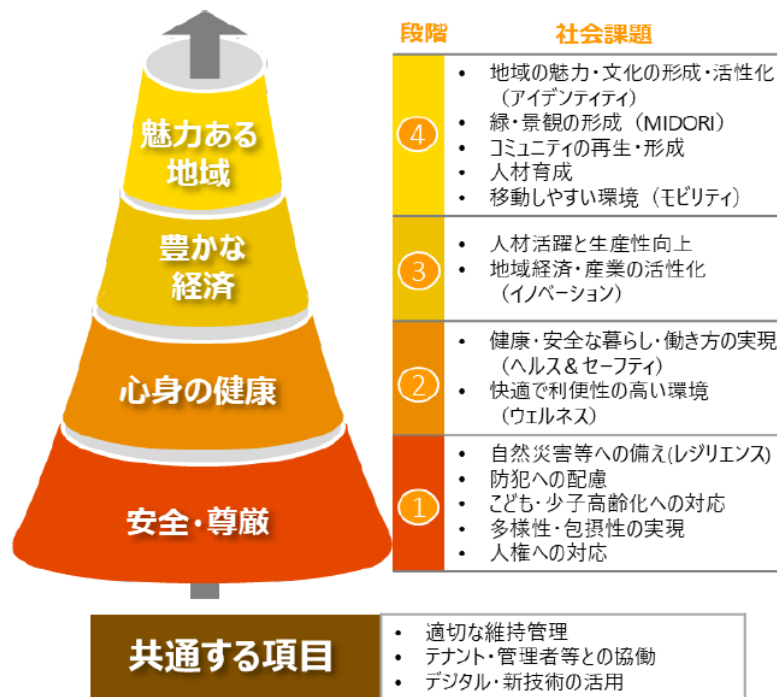 段階 社会課題
魅力ある
地域
4
• 地域の魅力・文化の形成・活性化
（アイデンティティ）
• 緑・景観の形成（MIDORI）
• コミュニティの再生・形成
• 人材育成
• 移動しやすい環境（モビリティ）
豊かな
経済
3
• 人材活躍と生産性向上
• 地域経済・産業の活性化
（イノベーション）
心身の健康
2
• 健康・安全な暮らし・働き方の実現
（ヘルス＆セーフティ）
• 快適で利便性の高い環境
（ウェルネス）
安全・尊厳
1
• 自然災害等への備え(レジリエンス)
• 防犯への配慮
• こども・少子高齢化への対応
• 多様性・包摂性の実現
• 人権への対応
共通する項目
• 適切な維持管理
• テナント・管理者等との協働
• デジタル・新技術の活用